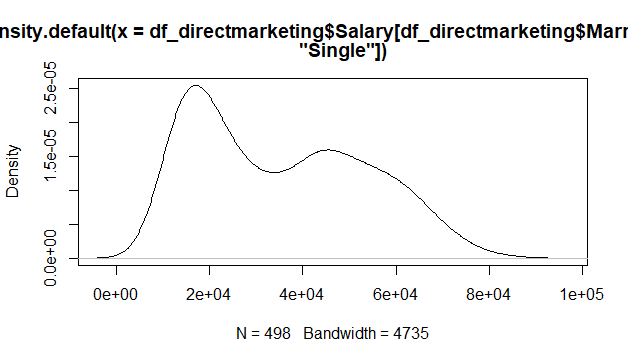 nsity.default(x = df_directmarketing$Salary[df_directmarketing$Marr
"Single"])
Density
2.5e-05
1.5e-05
0.0e+00
0e+00 2e+04 4e+04 6e+04 8e+04 1e+05
N = 498 Bandwidth = 4735